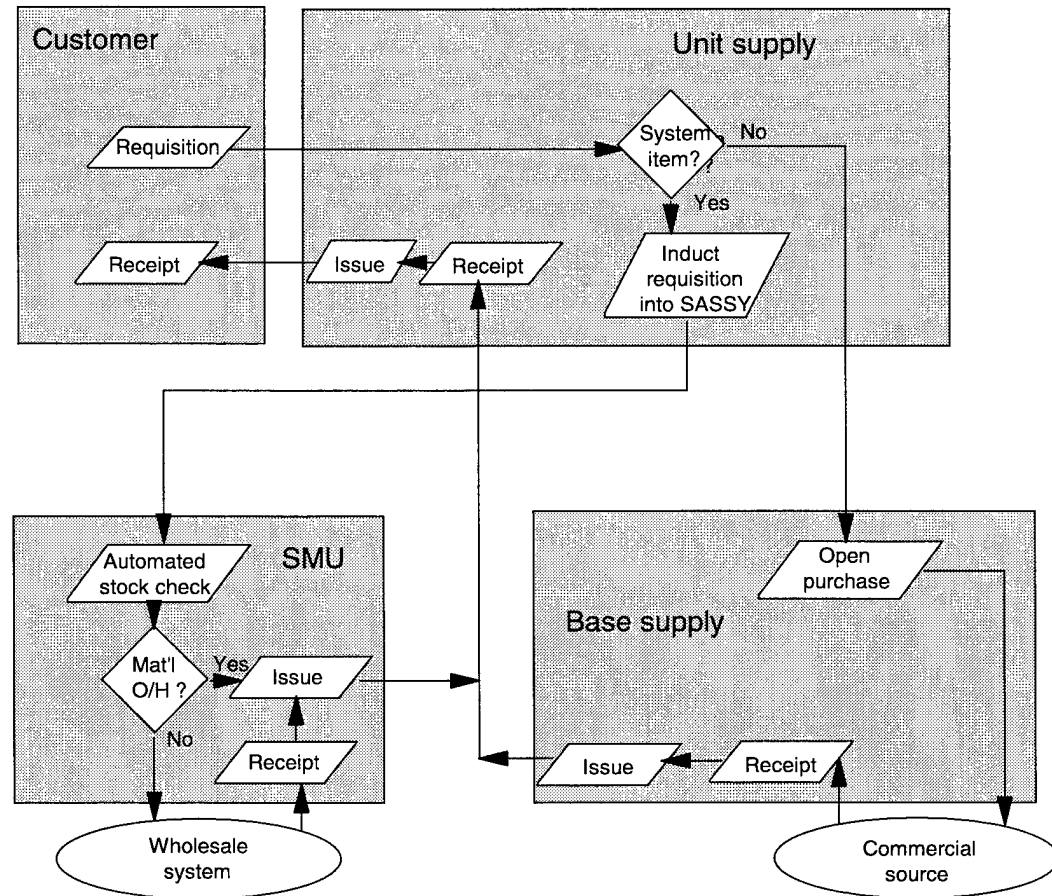 Customer
Unit supply
Requisition
System
item?
?
?
No
Yes
Receipt
Issue
Receipt
Induct
requisition
into SASSY
Automated
stock check
SMU
Open
purchase
Base supply
Mat'l
O/H ?
Yes
Issue
No
Receipt
Issue
Receipt
Wholesale
system
Commercial
source